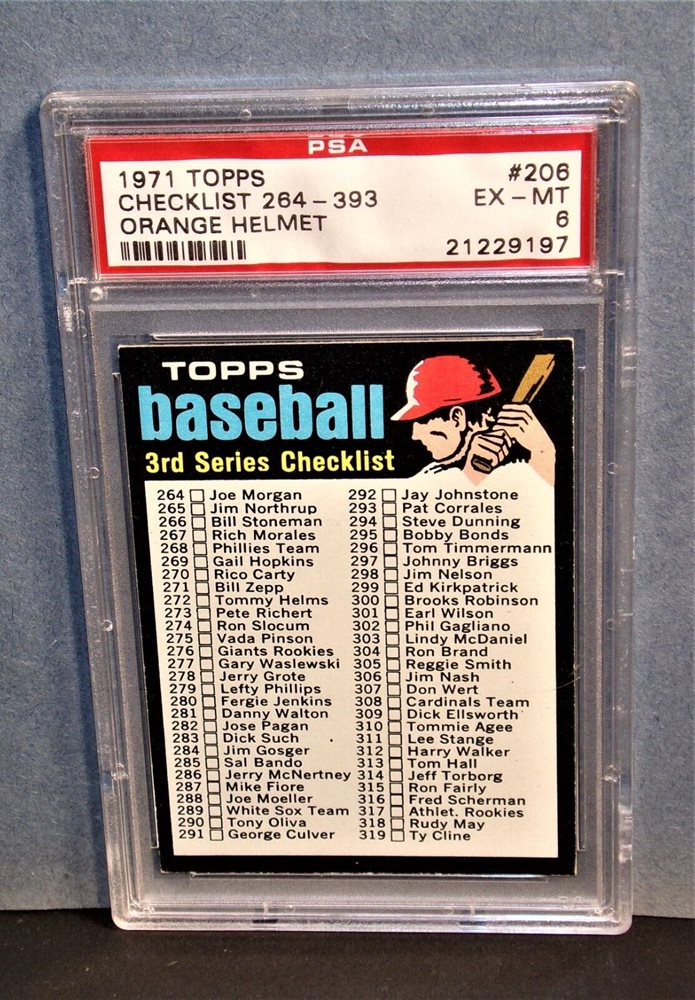 PSA
1971 TOPPS #206
CHECKLIST 264-393 EX-MT
ORANGE HELMET 6
21229197
TOPPS
baseball
3rd Series Checklist
264 Joe Morgan
265 Jim Northrup
266 Bill Stoneman
267 Rich Morales
268 Phillies Team
269 Gail Hopkins
270 Rico Carty
271 Bill Zepp
272 Tommy Helms
273 Pete Richert
274 Ron Slocum
275 Vada Pinson
276 Giants Rookies
277 Gary Waslewski
278 Jerry Grote
279 Lefty Phillips
280 Fergie Jenkins
281 Danny Walton
282 Jose Pagan
283 Dick Such
284 Jim Gosger
285 Sal Bando
286 Jerry McNertney
287 Mike Fiore
288 Joe Moeller
289 White Sox Team
290 Tony Oliva
291 George Culver
292 Jay Johnstone
293 Pat Corrales
294 Steve Dunning
295 Bobby Bonds
296 Tom Timmermann
297 Johnny Briggs
298 Jim Nelson
299 Ed Kirkpatrick
300 Brooks Robinson
301 Earl Wilson
302 Phil Gagliano
303 Lindy McDaniel
304 Ron Brand
305 Reggie Smith
306 Jim Nash
307 Don Wert
308 Cardinals Team
309 Dick Ellsworth
310 Tommie Agee
311 Lee Stange
312 Harry Walker
313 Tom Hall
314 Jeff Torborg
315 Ron Fairly
316 Fred Scherman
317 Athlet. Rookies
318 Rudy May
319 Ty Cline